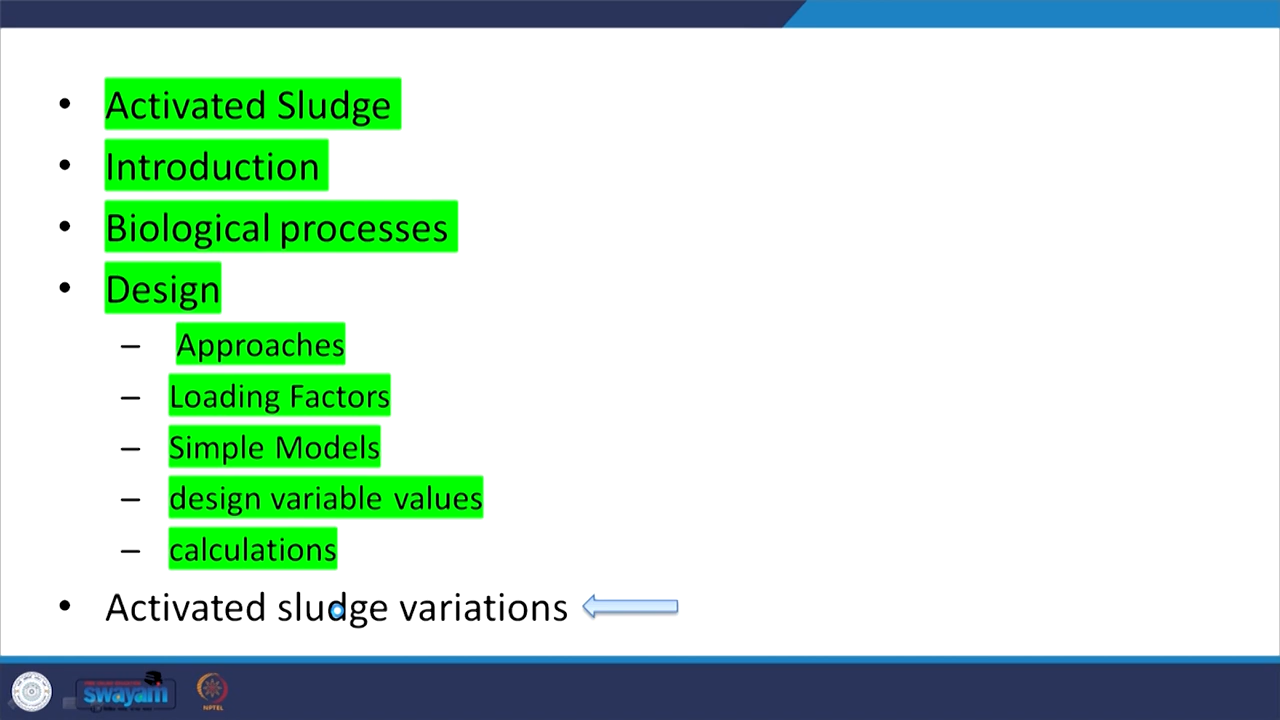 • Activated Sludge
• Introduction
• Biological processes
• Design
– Approaches
– Loading Factors
– Simple Models
– design variable values
– calculations
• Activated sludge variations
swayam
NPTEL